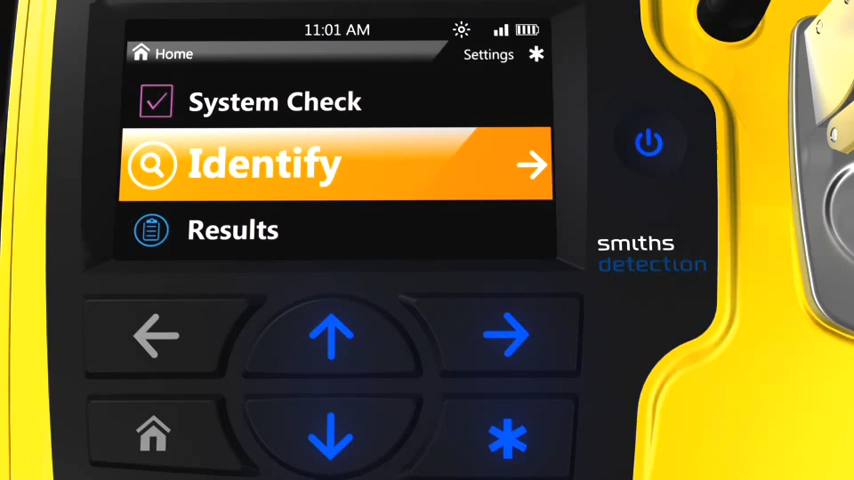 11:01 AM
Home
Settings
System Check
Identify
Results
smiths
detection